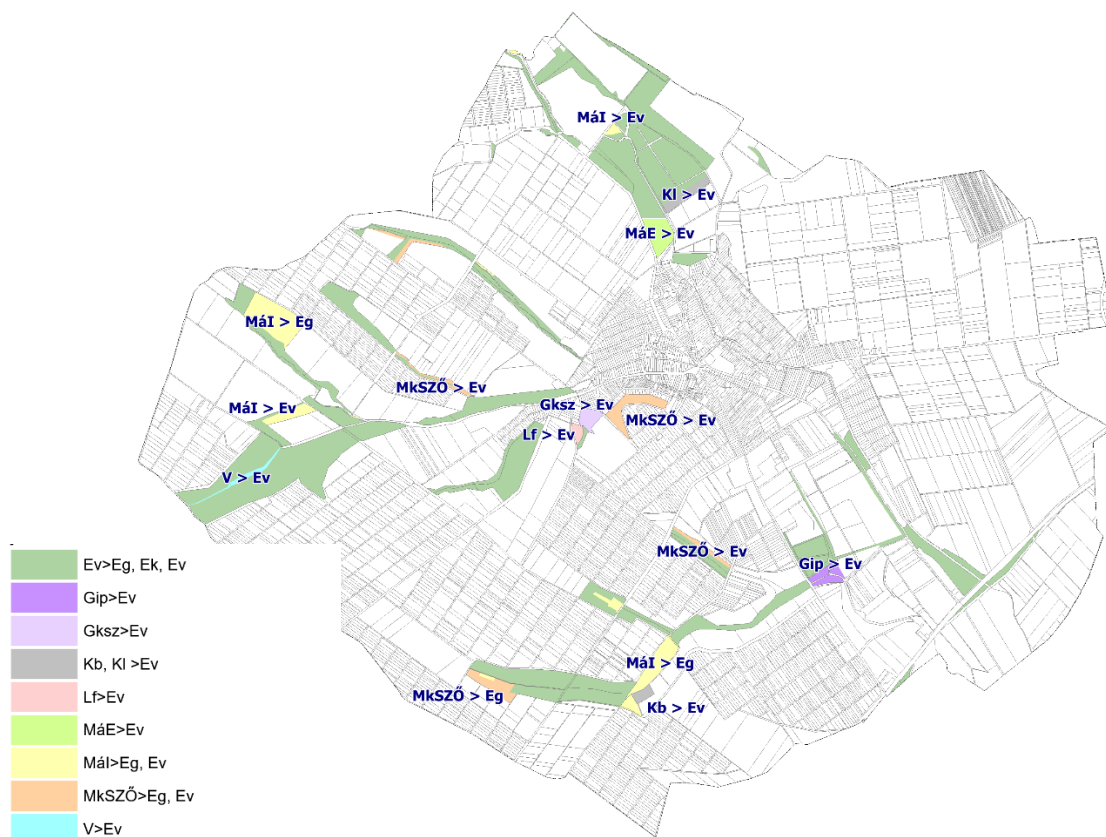 MáI > Ev
Kl > Ev
MáE > Ev
MáI > Eg
MkSZŐ > Ev
MáI > Ev
Gksz > Ev
MkSZŐ > Ev
Lf > Ev
V > Ev
MkSZŐ > Ev
Gip > Ev
MáI > Eg
MkSZŐ > Eg
Kb > Ev
Ev>Eg, Ek, Ev
Gip>Ev
Gksz>Ev
Kb, Kl >Ev
Lf>Ev
MáE>Ev
MáI>Eg, Ev
MkSZŐ>Eg, Ev
V>Ev